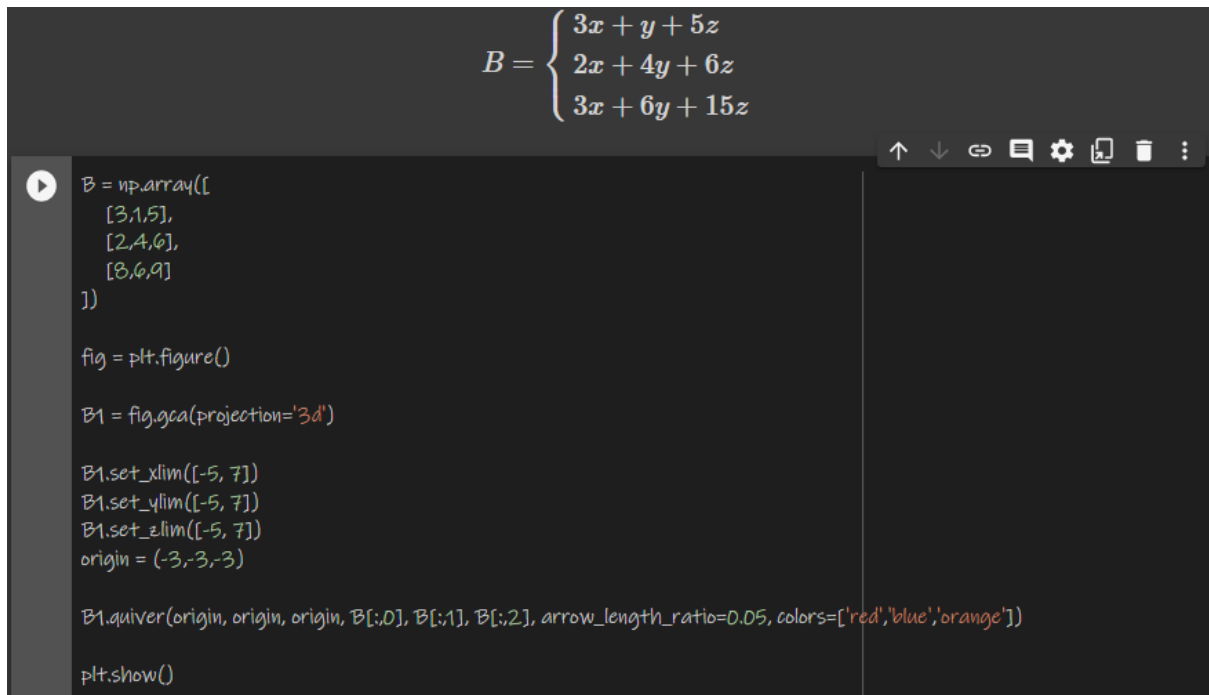 B = { 3x + y + 5z
2x + 4y + 6z
3x + 6y + 15z
B = np.array([
[3,1,5],
[2,4,6],
[8,6,9]
])
fig = plt.figure()
B1 = fig.gca(projection='3d')
B1.set_xlim([-5, 7])
B1.set_ylim([-5, 7])
B1.set_zlim([-5, 7])
origin = (-3,-3,-3)
B1.quiver(origin, origin, origin, B[:,0], B[:,1], B[:,2], arrow_length_ratio=0.05, colors=['red','blue','orange'])
plt.show()